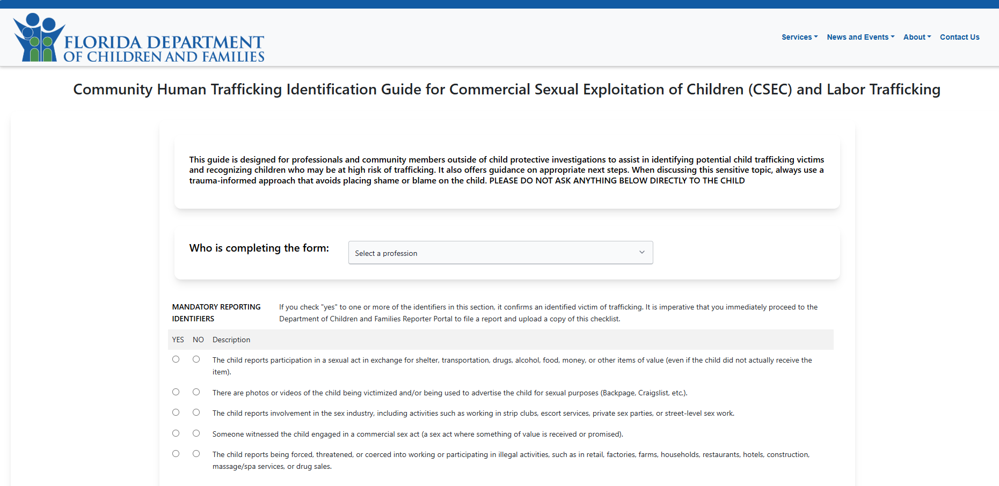 FLORIDA DEPARTMENT
OF CHILDREN AND FAMILIES
Services News and Events About Contact Us
Community Human Trafficking Identification Guide for Commercial Sexual Exploitation of Children (CSEC) and Labor Trafficking
This guide is designed for professionals and community members outside of child protective investigations to assist in identifying potential child trafficking victims
and recognizing children who may be at high risk of trafficking. It also offers guidance on appropriate next steps. When discussing this sensitive topic, always use a
trauma-informed approach that avoids placing shame or blame on the child. PLEASE DO NOT ASK ANYTHING BELOW DIRECTLY TO THE CHILD
Who is completing the form: Select a profession
MANDATORY REPORTING
IDENTIFIERS
If you check "yes" to one or more of the identifiers in this section, it confirms an identified victim of trafficking. It is imperative that you immediately proceed to the
Department of Children and Families Reporter Portal to file a report and upload a copy of this checklist.
YES NO Description
The child reports participation in a sexual act in exchange for shelter, transportation, drugs, alcohol, food, money, or other items of value (even if the child did not actually receive the
item).
There are photos or videos of the child being victimized and/or being used to advertise the child for sexual purposes (Backpage, Craigslist, etc.).
The child reports involvement in the sex industry, including activities such as working in strip clubs, escort services, private sex parties, or street-level sex work.
Someone witnessed the child engaged in a commercial sex act (a sex act where something of value is received or promised).
The child reports being forced, threatened, or coerced into working or participating in illegal activities, such as in retail, factories, farms, households, restaurants, hotels, construction,
massage/spa services, or drug sales.